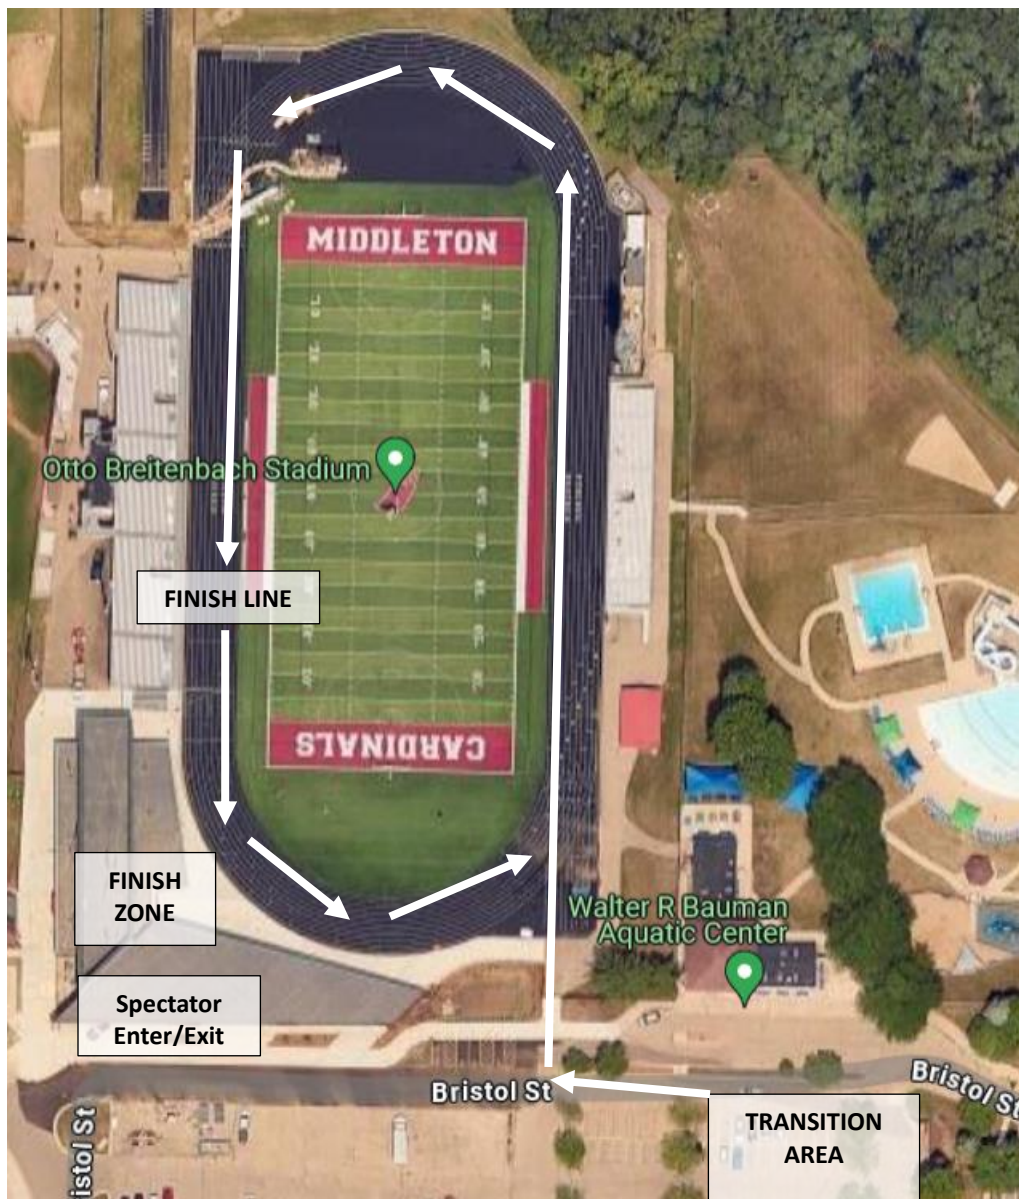 MIDDLETON
Otto Breitenbach Stadium
FINISH LINE
CARDINALS
FINISH
ZONE
Walter R Bauman
Aquatic Center
Spectator
Enter/Exit
Bristol St
Bristol St
istol St
TRANSITION
AREA